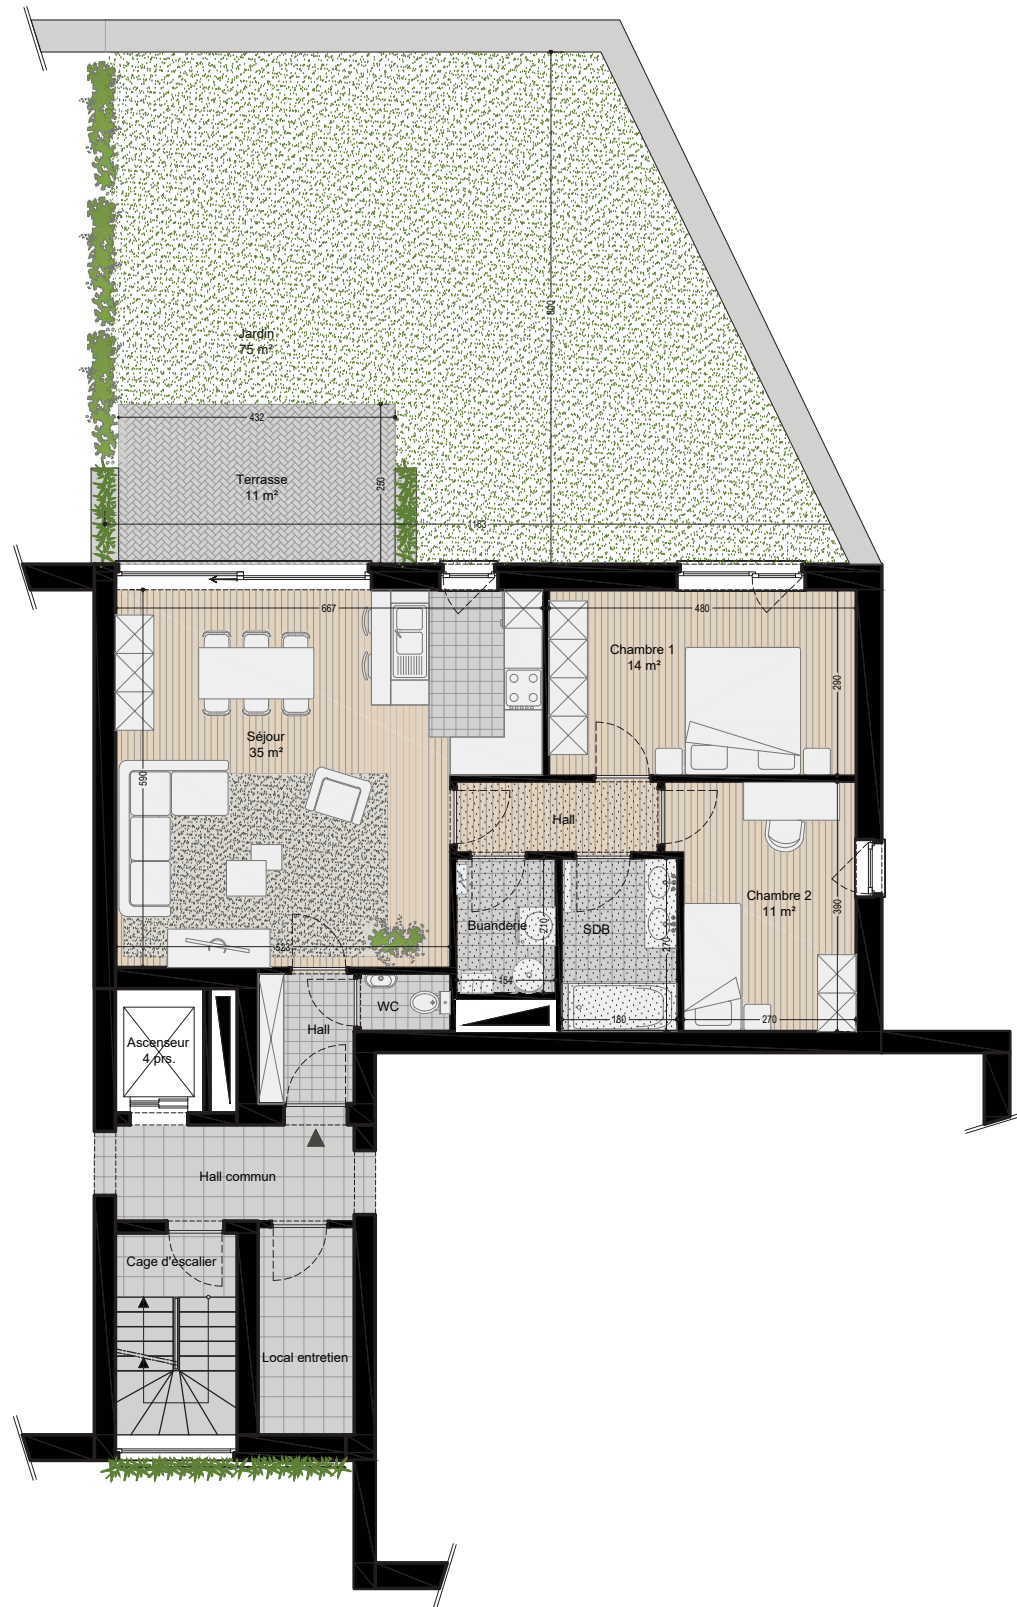 800
Jardin
75 m²
432
Terrasse
11 m²
250
1183
667
480
Chambre 1
14 m²
290
Séjour
35 m²
590
Hall
Chambre 2
11 m²
390
Buanderie
210
SDB
270
154
WC
Hall
180
270
Ascenseur
4 prs.
Hall commun
Cage d'escalier
Local entretien